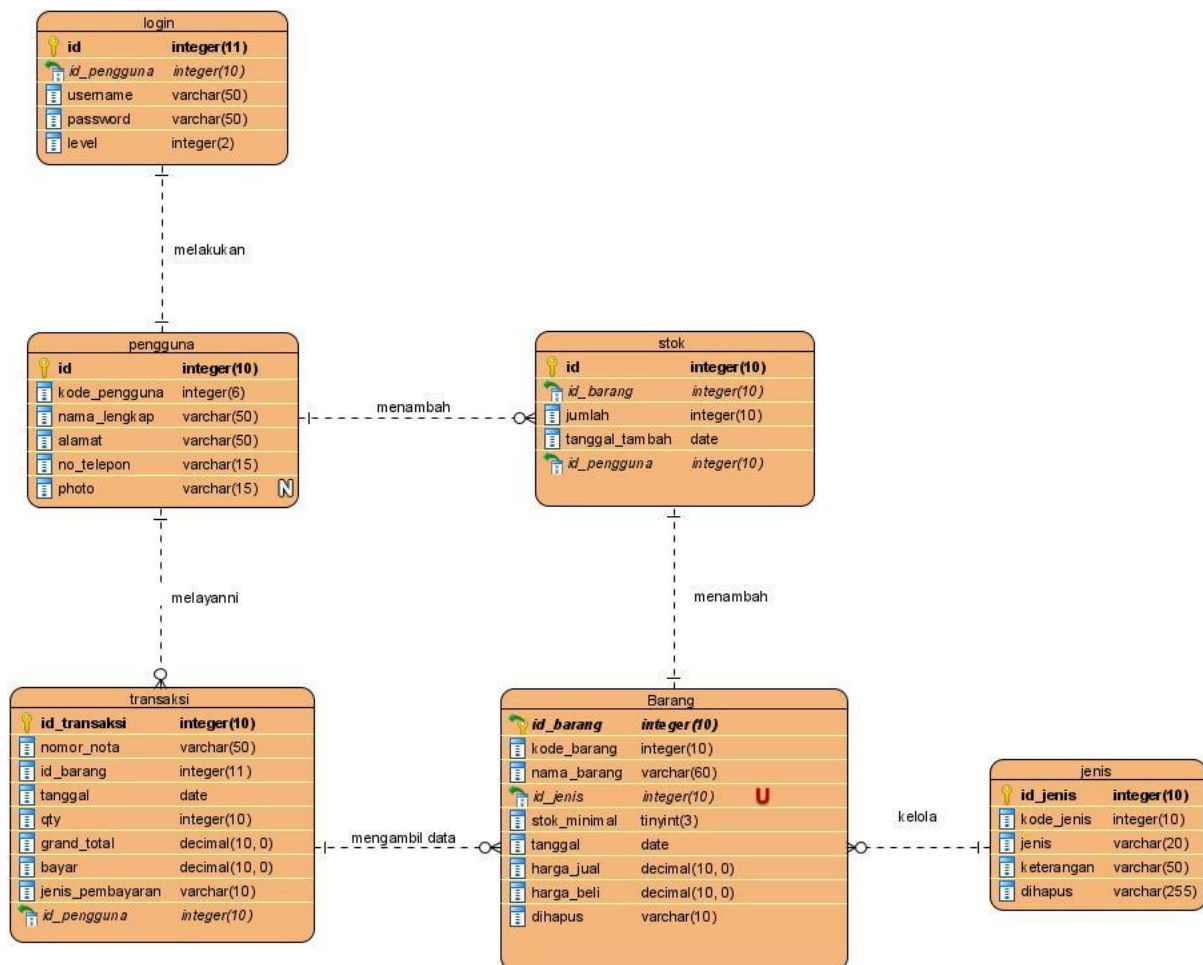 login
id integer(11)
id_pengguna integer(10)
username varchar(50)
password varchar(50)
level integer(2)
melakukan
pengguna
id integer(10)
kode_pengguna integer(6)
nama_lengkap varchar(50)
alamat varchar(50)
no_telepon varchar(15)
photo varchar(15) N
menambah
stok
id integer(10)
id_barang integer(10)
jumlah integer(10)
tanggal_tambah date
id_pengguna integer(10)
melayanni
menambah
transaksi
id_transaksi integer(10)
nomor_nota varchar(50)
id_barang integer(11)
tanggal date
qty integer(10)
grand_total decimal(10, 0)
bayar decimal(10, 0)
jenis_pembayaran varchar(10)
id_pengguna integer(10)
mengambil data
Barang
id_barang integer(10)
kode_barang integer(10)
nama_barang varchar(60)
id_jenis integer(10) U
stok_minimal tinyint(3)
tanggal date
harga_jual decimal(10, 0)
harga_beli decimal(10, 0)
dihapus varchar(10)
kelola
jenis
id_jenis integer(10)
kode_jenis integer(10)
jenis varchar(20)
keterangan varchar(50)
dihapus varchar(255)